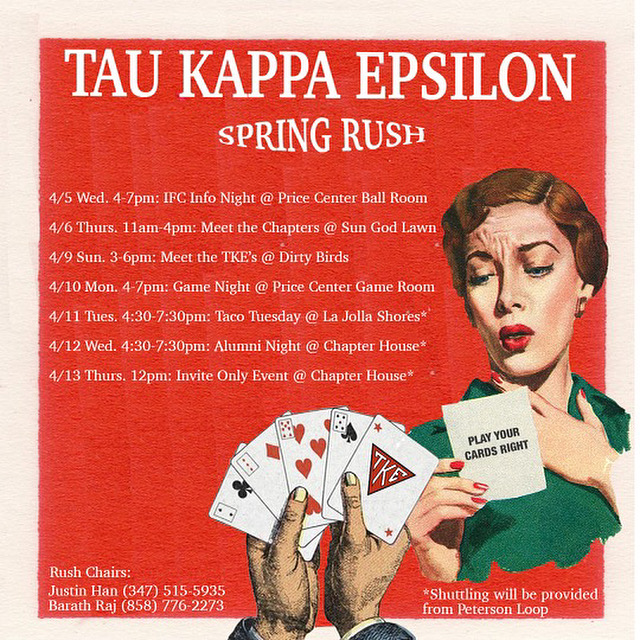 TAU KAPPA EPSILON
SPRING RUSH
4/5 Wed. 4-7pm: IFC Info Night @ Price Center Ball Room
4/6 Thurs. 11am-4pm: Meet the Chapters @ Sun God Lawn
4/9 Sun. 3-6pm: Meet the TKE's @ Dirty Birds
4/10 Mon. 4-7pm: Game Night @ Price Center Game Room
4/11 Tues. 4:30-7:30pm: Taco Tuesday @ La Jolla Shores*
4/12 Wed. 4:30-7:30pm: Alumni Night @ Chapter House*
4/13 Thurs. 12pm: Invite Only Event @ Chapter House*
PLAY YOUR
CARDS RIGHT
TKE
Rush Chairs:
Justin Han (347) 515-5935
Barath Raj (858) 776-2273
*Shuttling will be provided
from Peterson Loop